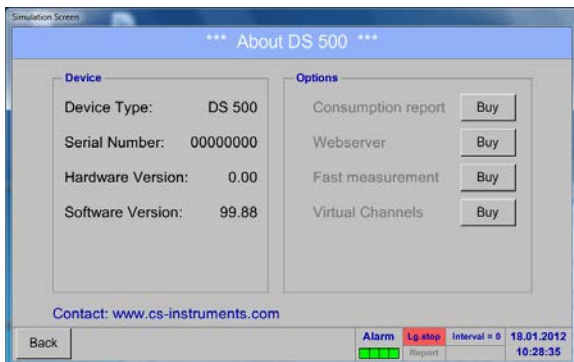 Simulation Screen
*** About DS 500 ***
Device
Device Type: DS 500
Serial Number: 00000000
Hardware Version: 0.00
Software Version: 99.88
Options
Consumption report Buy
Webserver Buy
Fast measurement Buy
Virtual Channels Buy
Contact: www.cs-instruments.com
Back
Alarm
Lg.stop
Report
Interval = 0
18.01.2012
10:28:35